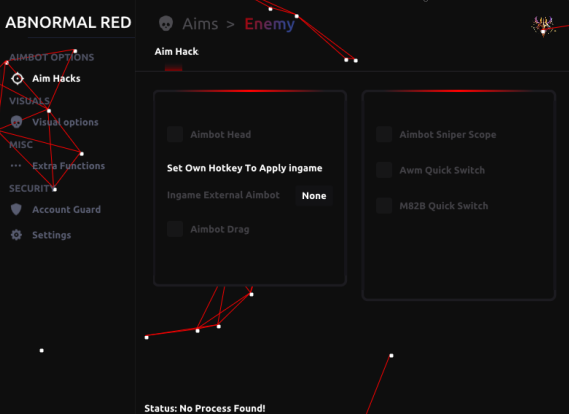 ABNORMAL RED
Aims > Enemy
Aim Hack
AIMBOT OPTIONS
Aim Hacks
VISUALS
Visual options
MISC
Extra Functions
SECURITY
Account Guard
Settings
Aimbot Head
Set Own Hotkey To Apply ingame
Ingame External Aimbot
None
Aimbot Drag
Aimbot Sniper Scope
Awm Quick Switch
M82B Quick Switch
Status: No Process Found!